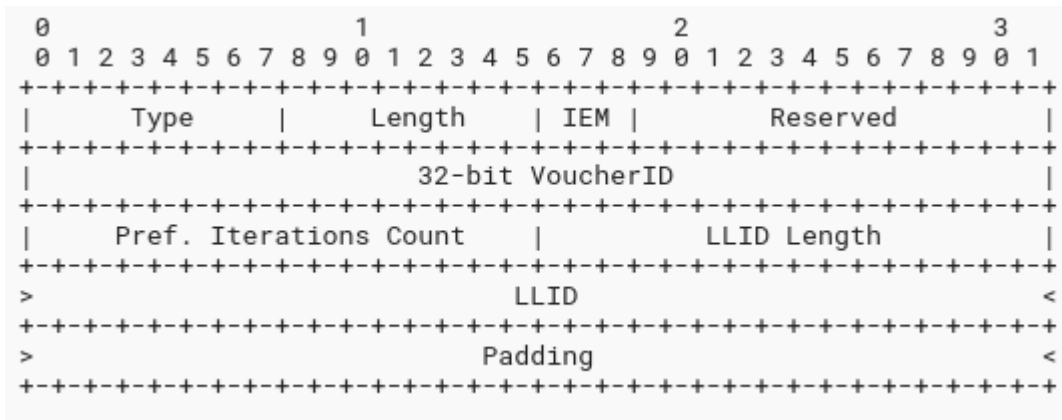 0                   1                   2                   3
 0 1 2 3 4 5 6 7 8 9 0 1 2 3 4 5 6 7 8 9 0 1 2 3 4 5 6 7 8 9 0 1
+-+-+-+-+-+-+-+-+-+-+-+-+-+-+-+-+-+-+-+-+-+-+-+-+-+-+-+-+-+-+-+-+
|      Type     |     Length    | IEM |        Reserved         |
+-+-+-+-+-+-+-+-+-+-+-+-+-+-+-+-+-+-+-+-+-+-+-+-+-+-+-+-+-+-+-+-+
|                        32-bit VoucherID                       |
+-+-+-+-+-+-+-+-+-+-+-+-+-+-+-+-+-+-+-+-+-+-+-+-+-+-+-+-+-+-+-+-+
|     Pref. Iterations Count    |          LLID Length          |
+-+-+-+-+-+-+-+-+-+-+-+-+-+-+-+-+-+-+-+-+-+-+-+-+-+-+-+-+-+-+-+-+
>                              LLID                             <
+-+-+-+-+-+-+-+-+-+-+-+-+-+-+-+-+-+-+-+-+-+-+-+-+-+-+-+-+-+-+-+-+
>                            Padding                            <
+-+-+-+-+-+-+-+-+-+-+-+-+-+-+-+-+-+-+-+-+-+-+-+-+-+-+-+-+-+-+-+-+